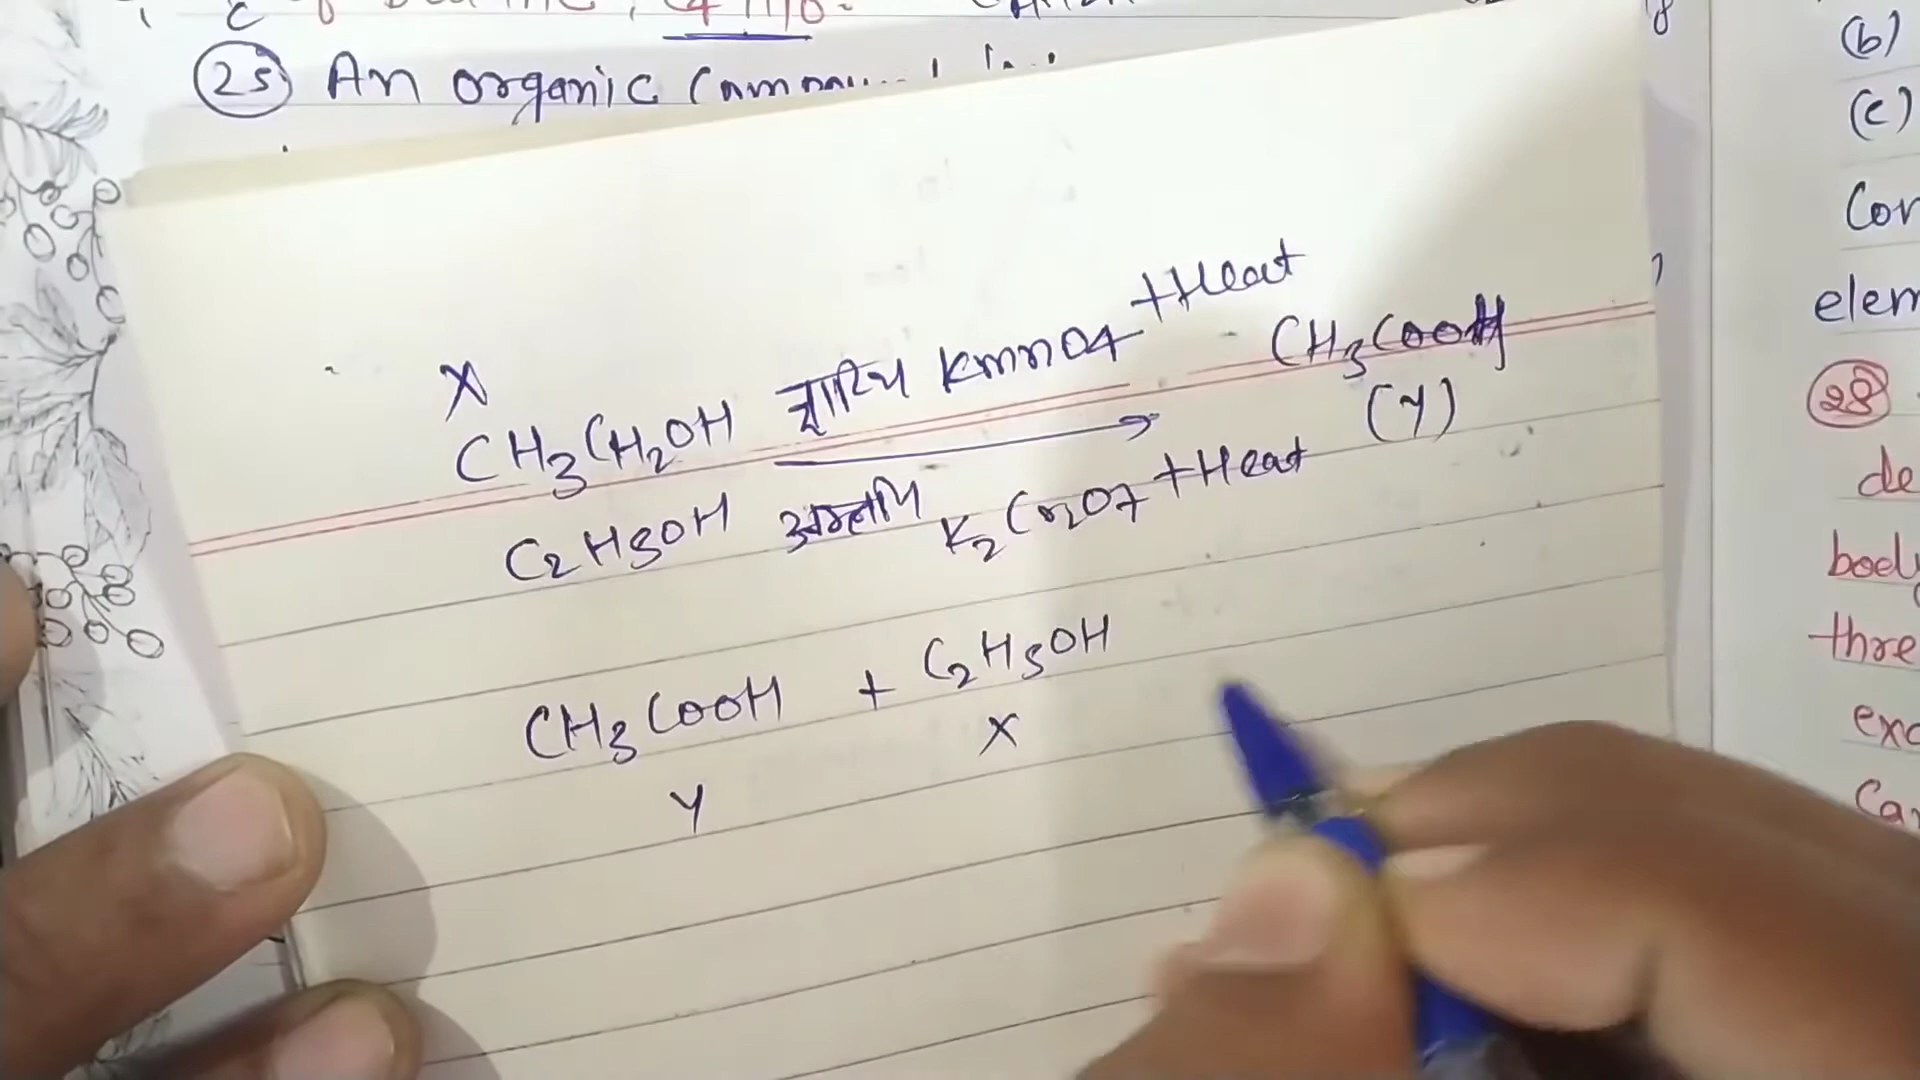 25 An organic
X
CH3CH2OH क्षारिय KmnO4 +Heat CH3COOH
(Y)
C2H5OH अम्लीय K2Cr2O7 +Heat
CH3COOH + C2H5OH
Y X
(b)
(c)
elem
28
de
body
thre
exc
Ca